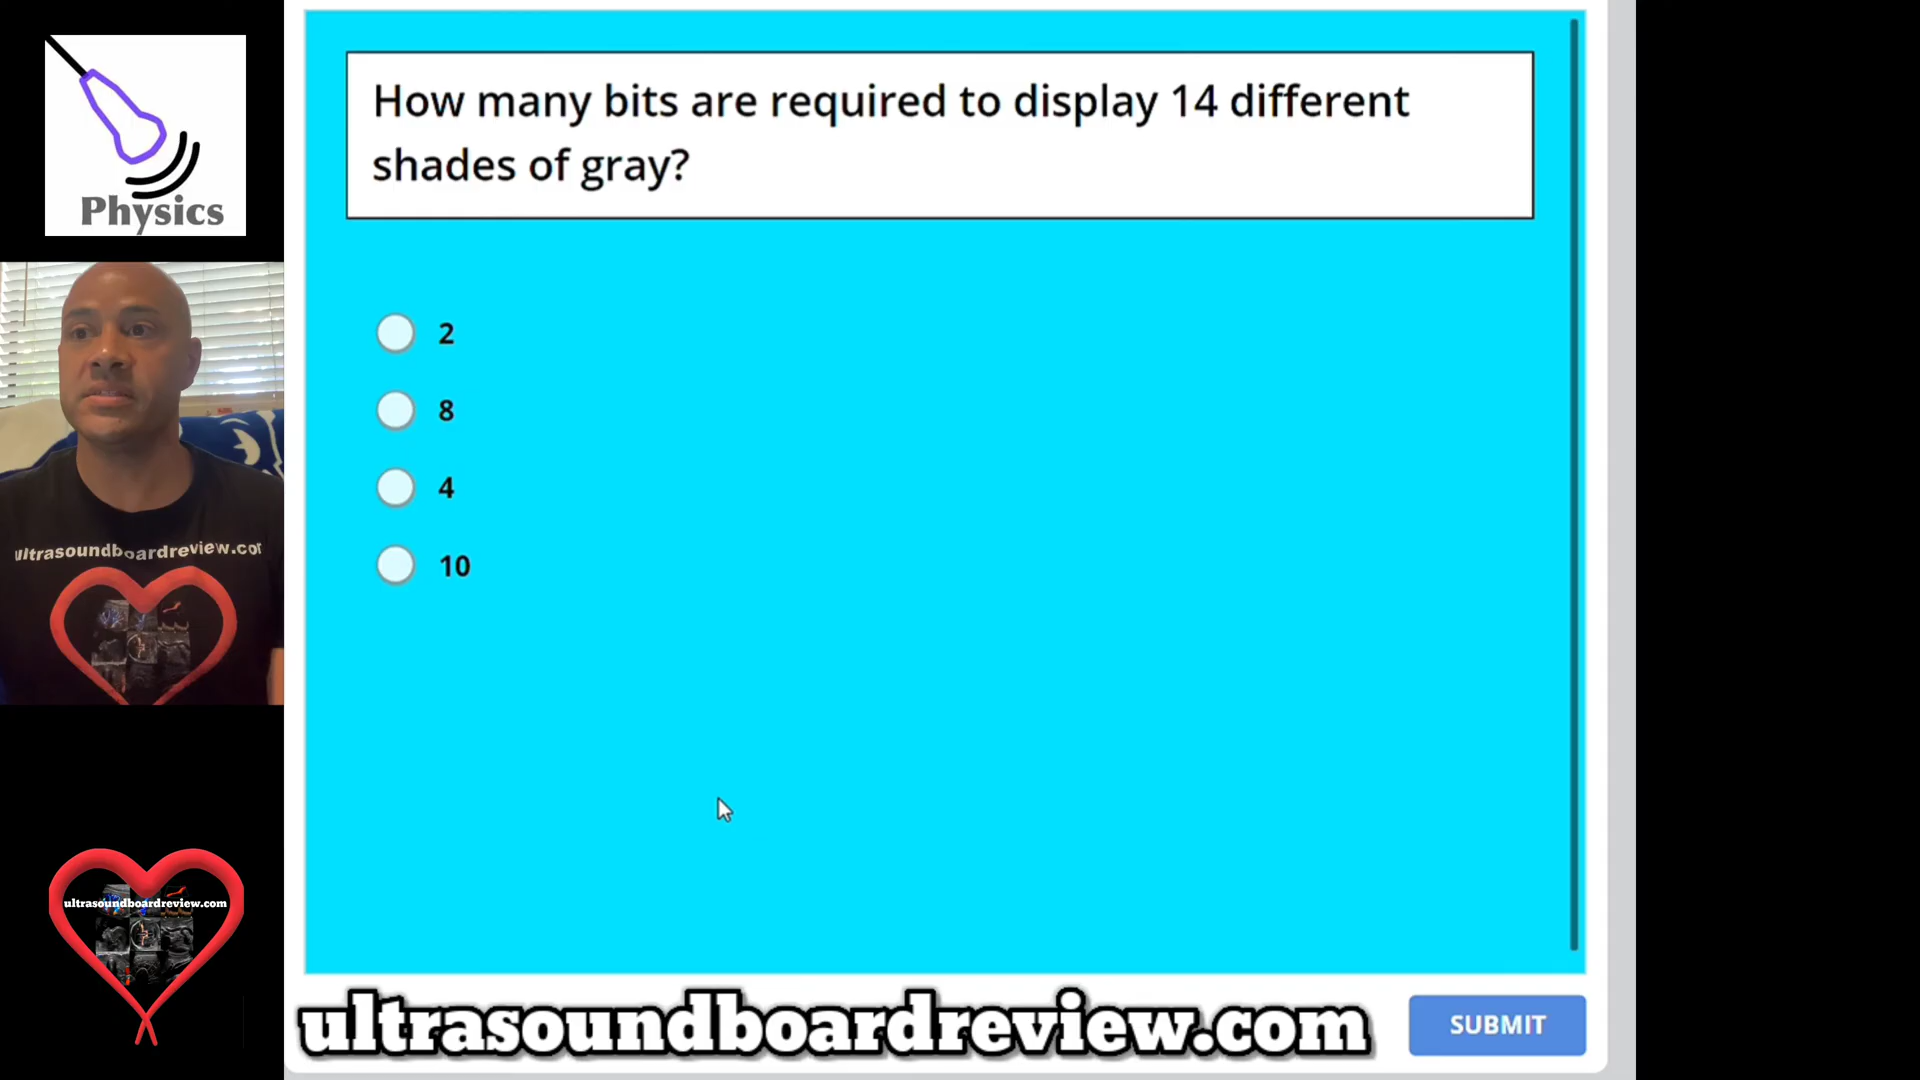 Physics
How many bits are required to display 14 different
shades of gray?
2
8
4
10
ultrasoundboardreview.cor
ultrasoundboardreview.com
ultrasoundboardreview.com
SUBMIT